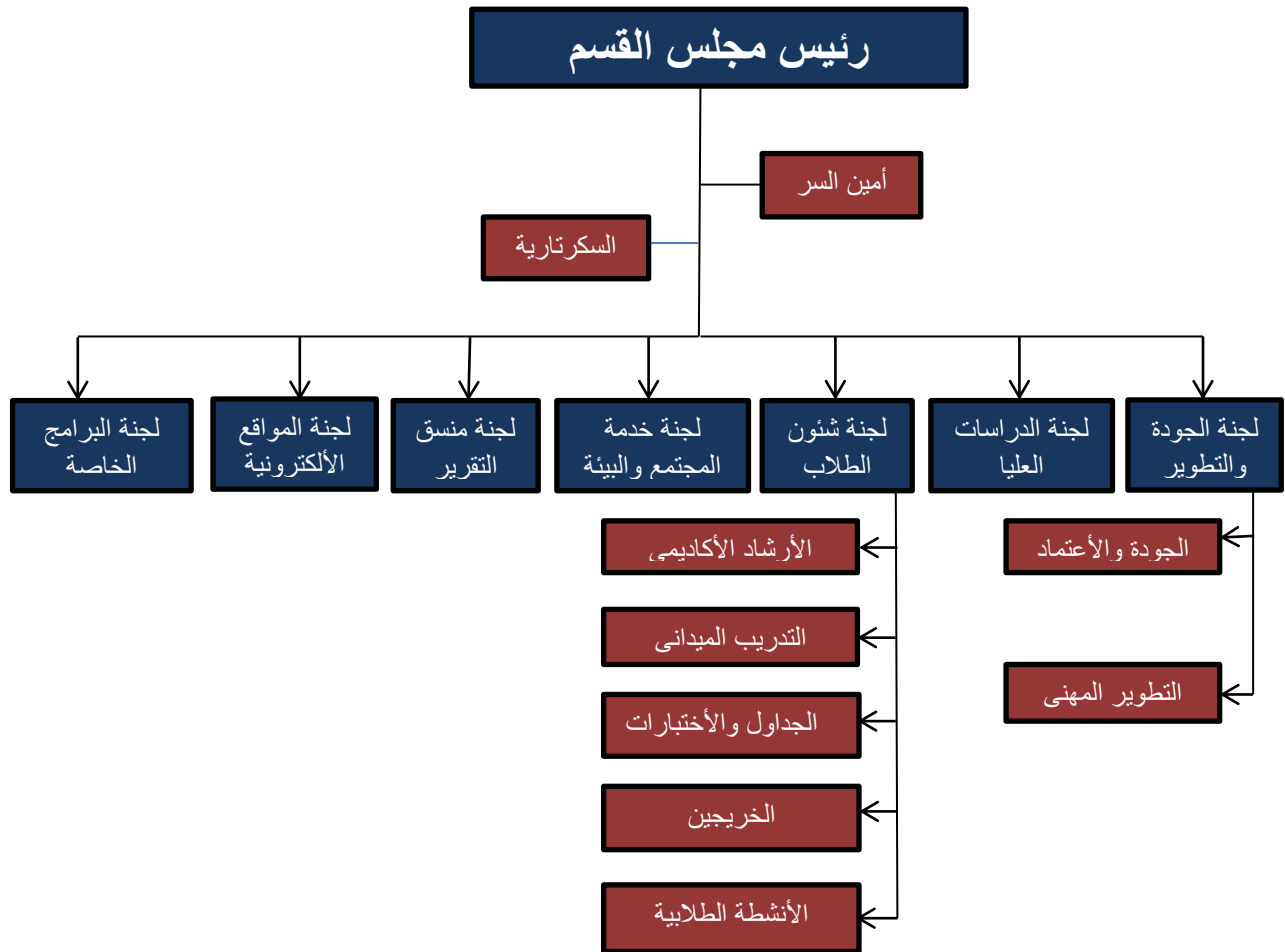 رئيس مجلس القسم
أمين السر
السكرتارية
لجنة الجودة
والتطوير
لجنة الدراسات
العليا
لجنة شئون
الطلاب
لجنة خدمة
المجتمع والبيئة
لجنة منسق
التقرير
لجنة المواقع
الألكترونية
لجنة البرامج
الخاصة
الجودة والأعتماد
التطوير المهنى
الأرشاد الأكاديمى
التدريب الميدانى
الجداول والأختبارات
الخريجين
الأنشطة الطلابية